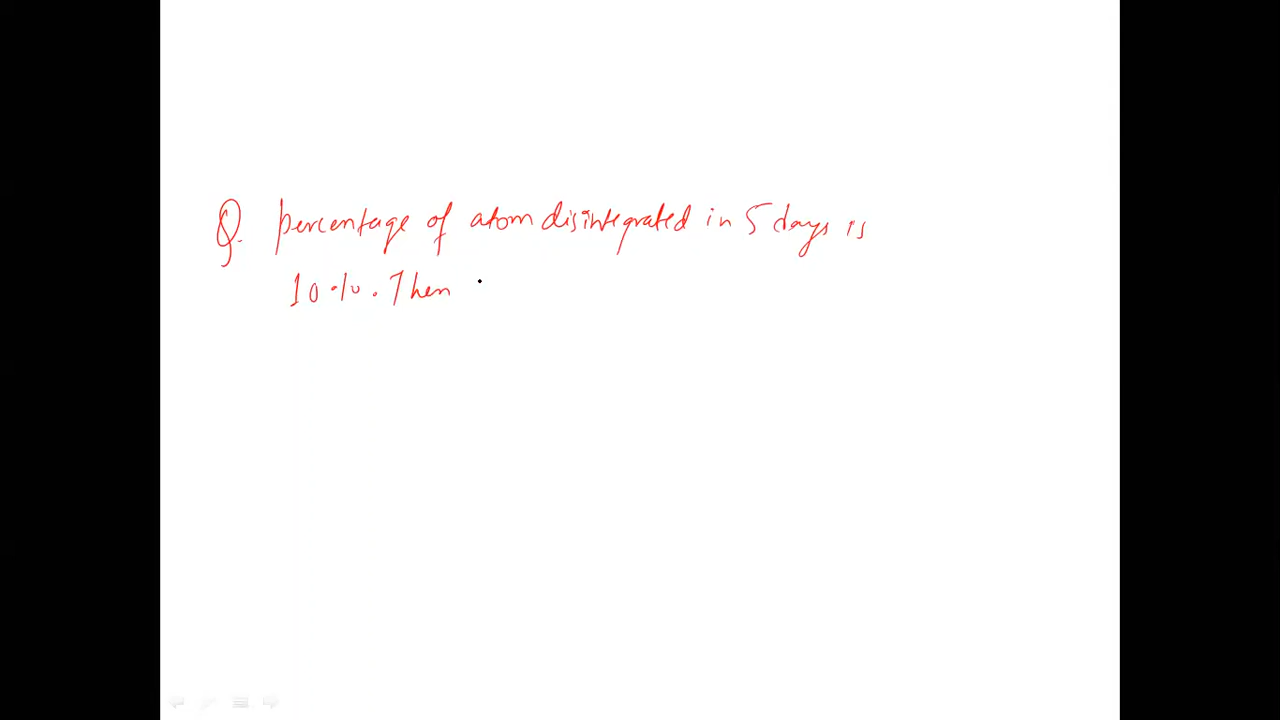 Q. percentage of atom disintegrated in 5 days is
10%. Then